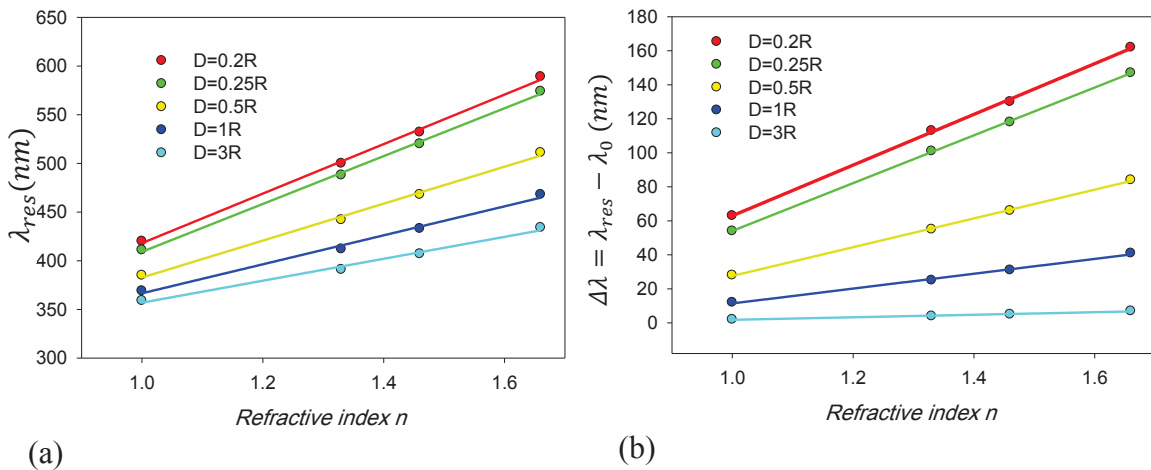 650
600
550
500
450
400
350
300
λres(nm)
D=0.2R
D=0.25R
D=0.5R
D=1R
D=3R
1.0
1.2
1.4
1.6
Refractive index n
(a)
180
160
140
120
100
80
60
40
20
0
Δλ = λres − λ0 (nm)
D=0.2R
D=0.25R
D=0.5R
D=1R
D=3R
1.0
1.2
1.4
1.6
Refractive index n
(b)